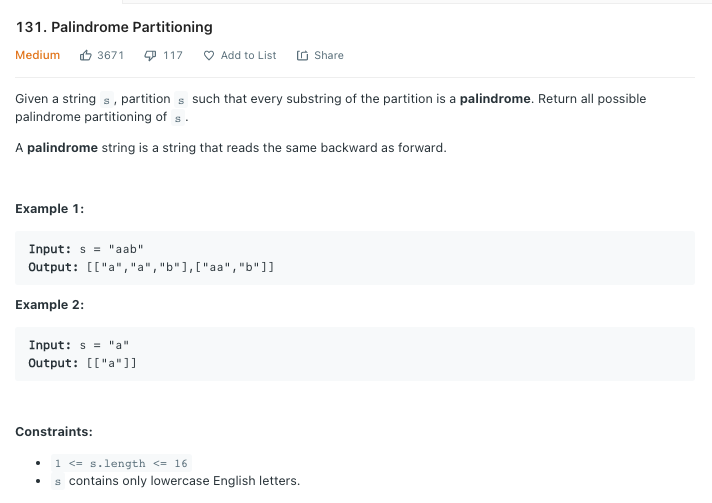 131. Palindrome Partitioning
Medium 3671 117 Add to List Share
Given a string s, partition s such that every substring of the partition is a palindrome. Return all possible
palindrome partitioning of s.
A palindrome string is a string that reads the same backward as forward.
Example 1:
Input: s = "aab"
Output: [["a","a","b"],["aa","b"]]
Example 2:
Input: s = "a"
Output: [["a"]]
Constraints:
• 1 <= s.length <= 16
• s contains only lowercase English letters.